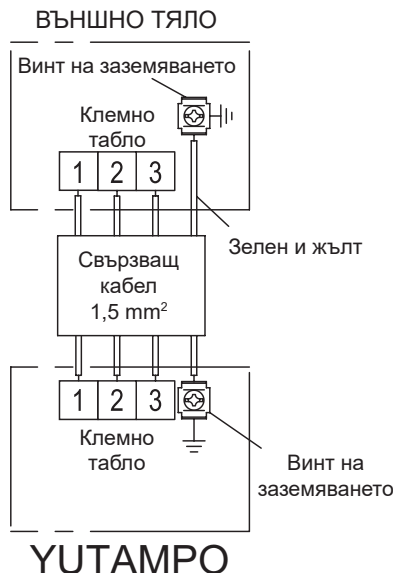 ВЪНШНО ТЯЛО
Винт на заземяването
Клемно
табло
1 2 3
Зелен и жълт
Свързващ
кабел
1,5 mm²
1 2 3
Клемно
табло
Винт на
заземяването
YUTAMPO